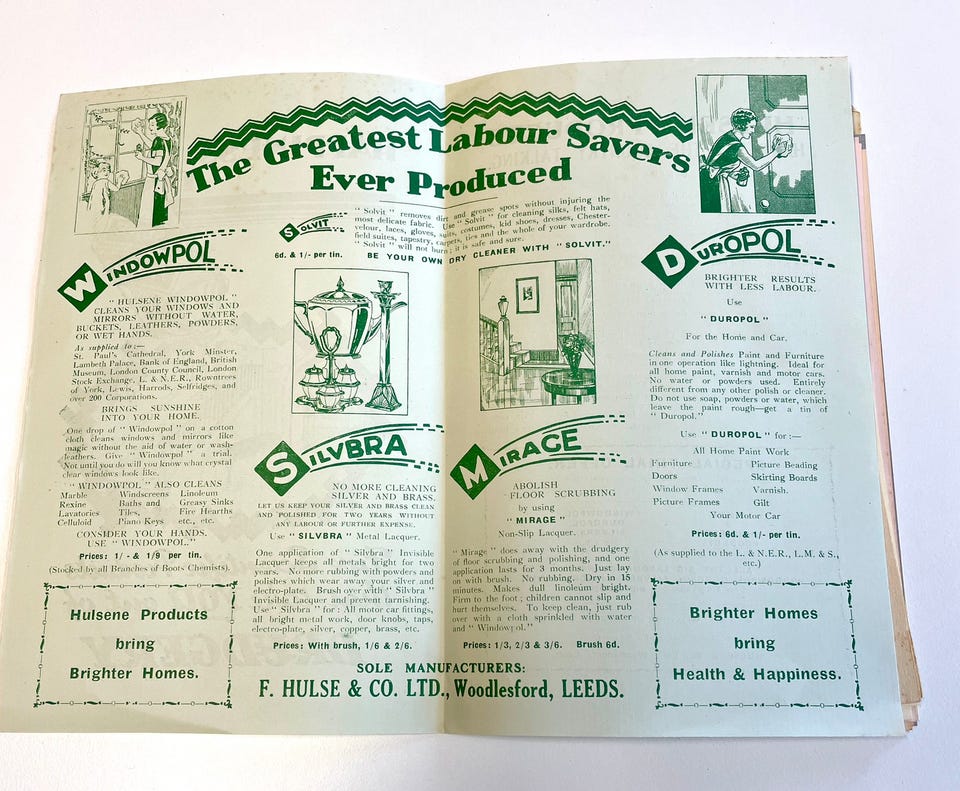 The Greatest Labour Savers
Ever Produced
SOLVIT
6d. & 1/- per tin.
" Solvit " removes dirt and grease spots without injuring the
most delicate fabric. Use " Solvit " for cleaning silks, felt hats,
velour, laces, gloves, suits, costumes, kid shoes, dresses, Chester-
field suites, tapestry, carpets, ties and the whole of your wardrobe.
" Solvit " will not burn; it is safe and sure.
BE YOUR OWN DRY CLEANER WITH " SOLVIT."
WINDOWPOL
" HULSENE WINDOWPOL "
CLEANS YOUR WINDOWS AND
MIRRORS WITHOUT WATER,
BUCKETS, LEATHERS, POWDERS,
OR WET HANDS.
As supplied to :—
St. Paul's Cathedral, York Minster,
Lambeth Palace, Bank of England, British
Museum, London County Council, London
Stock Exchange, L. & N.E.R., Rowntrees
of York, Lewis, Harrods, Selfridges, and
over 200 Corporations.
BRINGS SUNSHINE
INTO YOUR HOME.
One drop of " Windowpol " on a cotton
cloth cleans windows and mirrors like
magic without the aid of water or wash-
leathers. Give " Windowpol " a trial.
Not until you do will you know what crystal
clear windows look like.
" WINDOWPOL " ALSO CLEANS
Marble Windscreens Linoleum
Rexine Baths and Greasy Sinks
Lavatories Tiles, Fire Hearths
Celluloid Piano Keys etc., etc.
CONSIDER YOUR HANDS.
USE " WINDOWPOL."
Prices: 1/- & 1/9 per tin.
(Stocked by all Branches of Boots Chemists).
Hulsene Products
bring
Brighter Homes.
SILVBRA
NO MORE CLEANING
SILVER AND BRASS.
LET US KEEP YOUR SILVER AND BRASS CLEAN
AND POLISHED FOR TWO YEARS WITHOUT
ANY LABOUR OR FURTHER EXPENSE.
Use " SILVBRA " Metal Lacquer.
One application of " Silvbra " Invisible
Lacquer keeps all metals bright for two
years. No more rubbing with powders and
polishes which wear away your silver and
electro-plate. Brush over with " Silvbra "
Invisible Lacquer and prevent tarnishing.
Use " Silvbra " for : All motor car fittings,
all bright metal work, door knobs, taps,
electro-plate, silver, copper, brass, etc.
Prices: With brush, 1/6 & 2/6.
MIRAGE
ABOLISH
FLOOR SCRUBBING
by using
" MIRAGE "
Non-Slip Lacquer.
" Mirage " does away with the drudgery
of floor scrubbing and polishing, and one
application lasts for 3 months. Just lay
on with brush. No rubbing. Dry in 15
minutes. Makes dull linoleum bright.
Firm to the foot; children cannot slip and
hurt themselves. To keep clean, just rub
over with a cloth sprinkled with water
and " Windowpol."
Prices: 1/3, 2/3 & 3/6. Brush 6d.
DUROPOL
BRIGHTER RESULTS
WITH LESS LABOUR.
Use
" DUROPOL "
For the Home and Car.
Cleans and Polishes Paint and Furniture
in one operation like lightning. Ideal for
all home paint, varnish and motor cars.
No water or powders used. Entirely
different from any other polish or cleaner.
Do not use soap, powders or water, which
leave the paint rough—get a tin of
" Duropol."
Use " DUROPOL " for :—
All Home Paint Work
Furniture Picture Beading
Doors Skirting Boards
Window Frames Varnish.
Picture Frames Gilt
Your Motor Car
Prices: 6d. & 1/- per tin.
(As supplied to the L. & N.E.R., L.M. & S.,
etc.)
Brighter Homes
bring
Health & Happiness.
SOLE MANUFACTURERS:
F. HULSE & CO. LTD., Woodlesford, LEEDS.